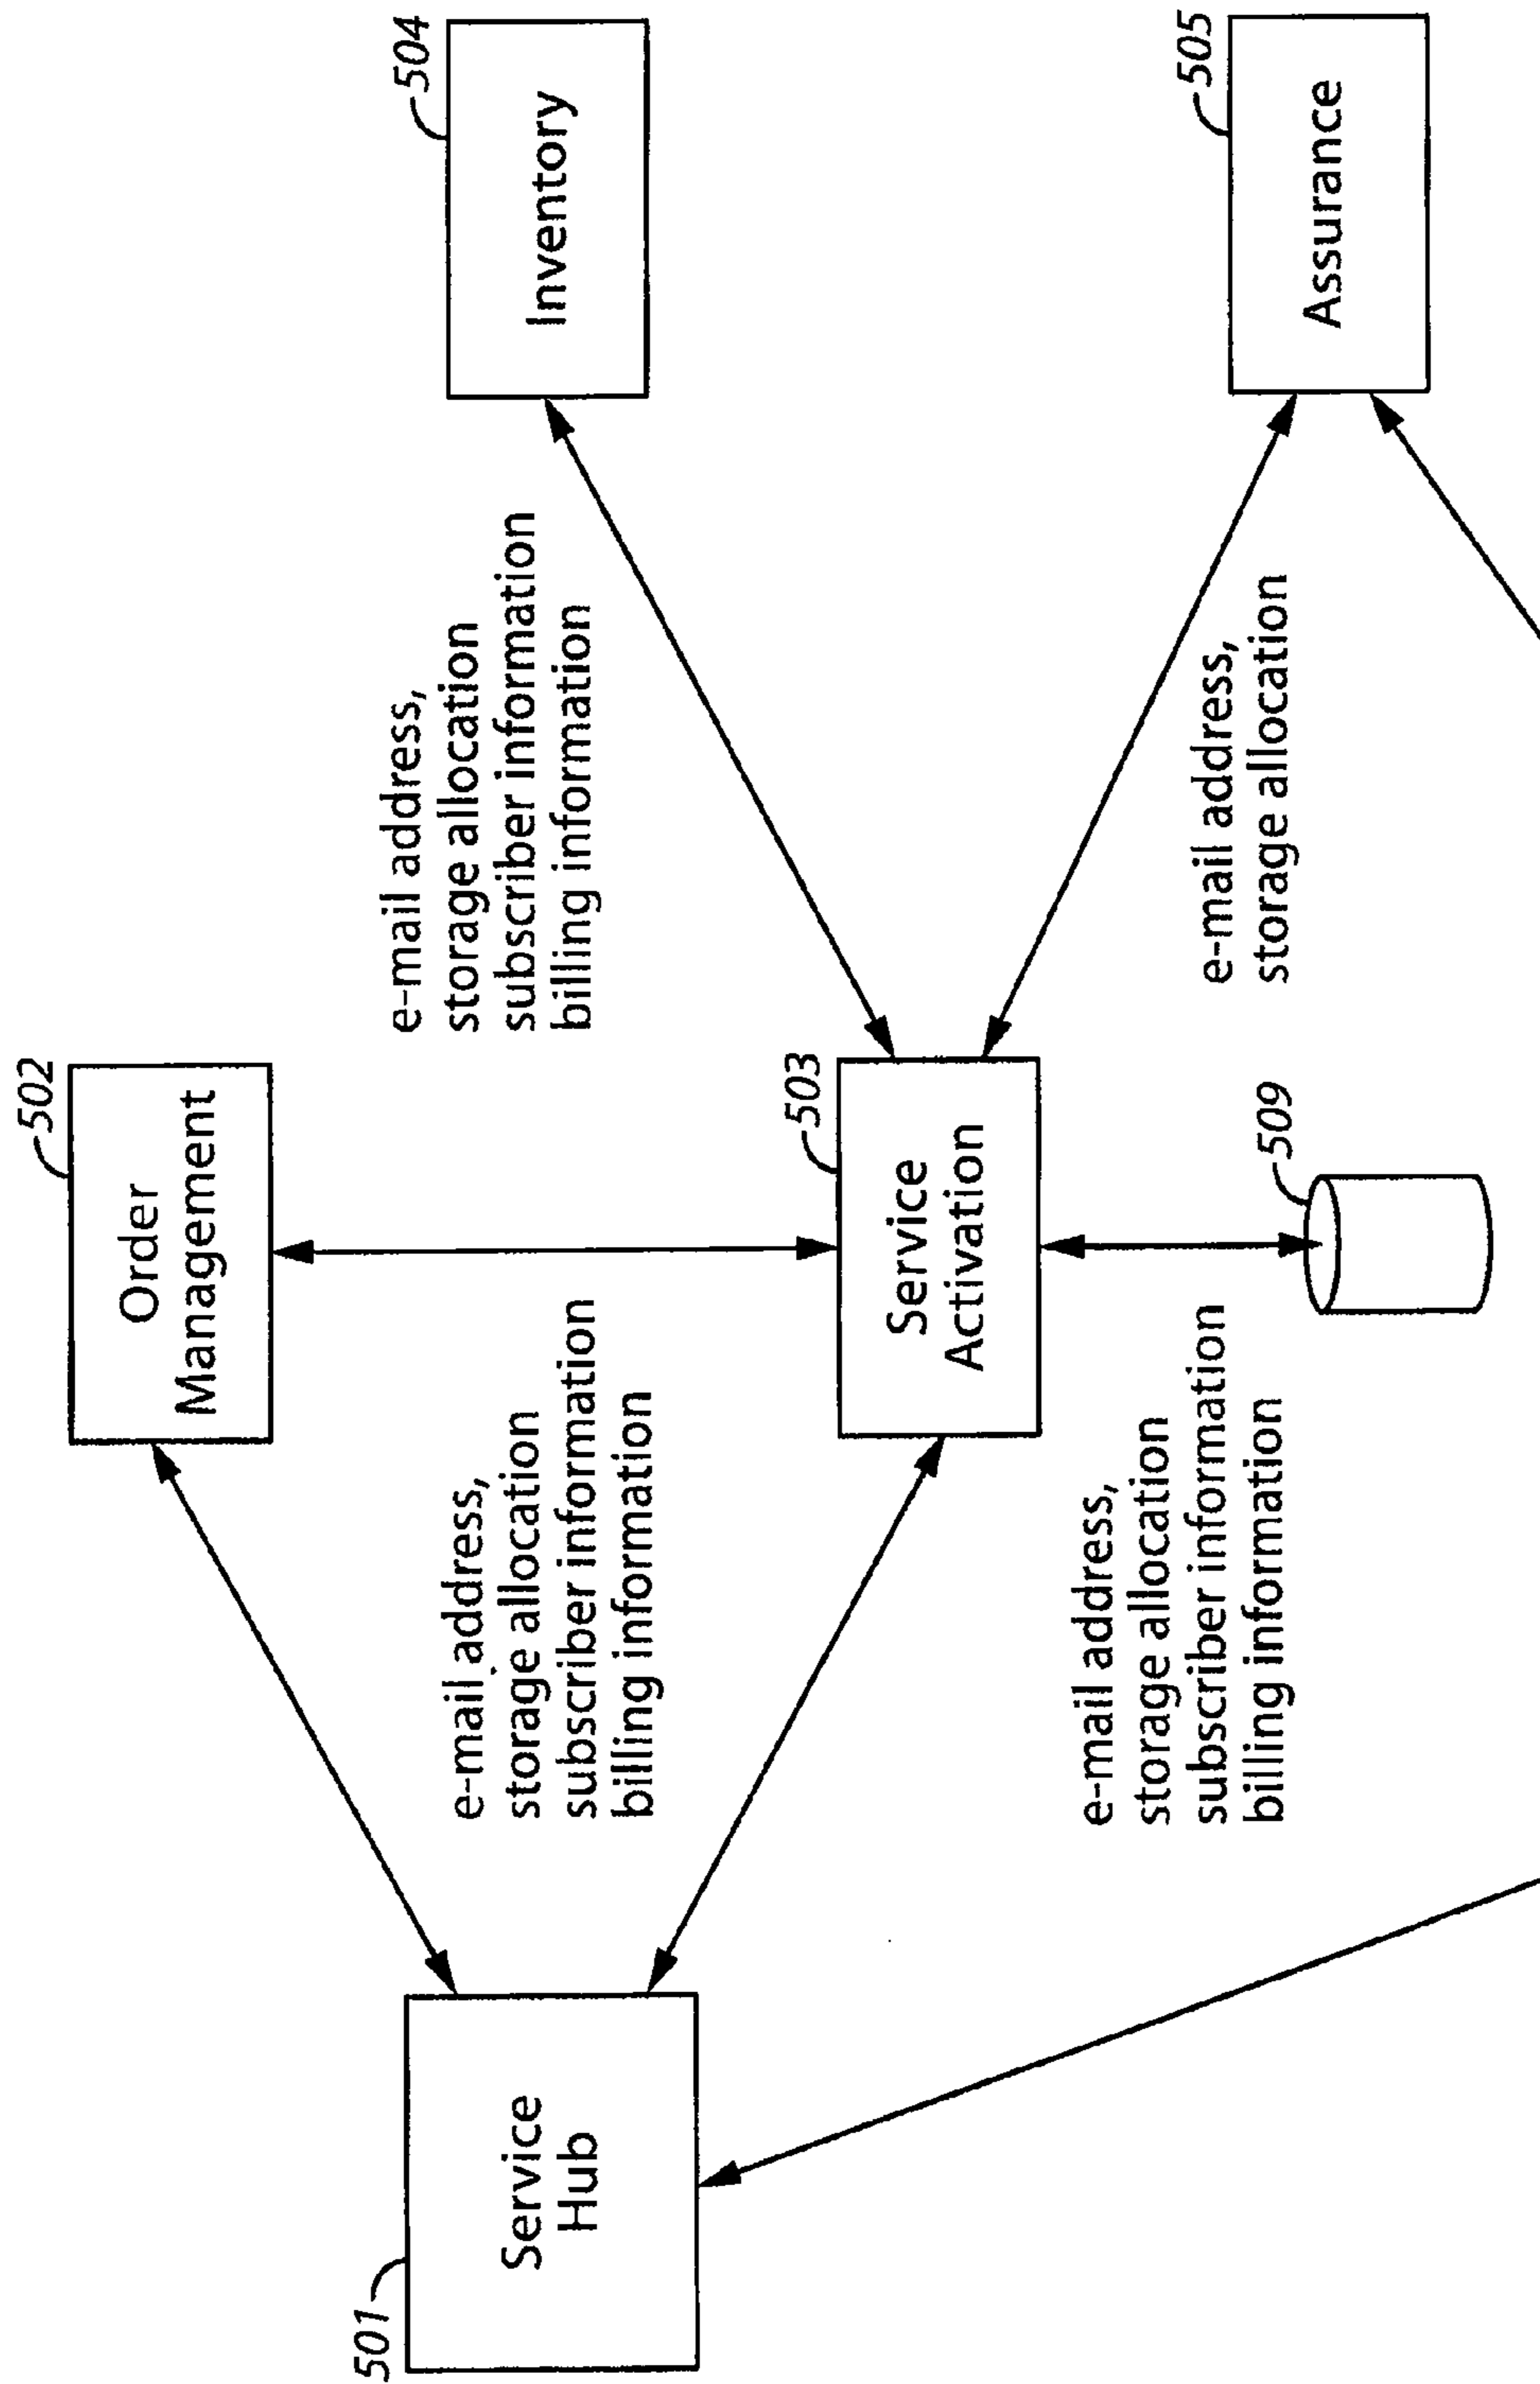 502
Order
Management
504
Inventory
e-mail address,
storage allocation
subscriber information
billing information
e-mail address,
storage allocation
subscriber information
billing information
501
Service
Hub
503
Service
Activation
505
Assurance
e-mail address,
storage allocation
e-mail address,
storage allocation
subscriber information
billing information
509